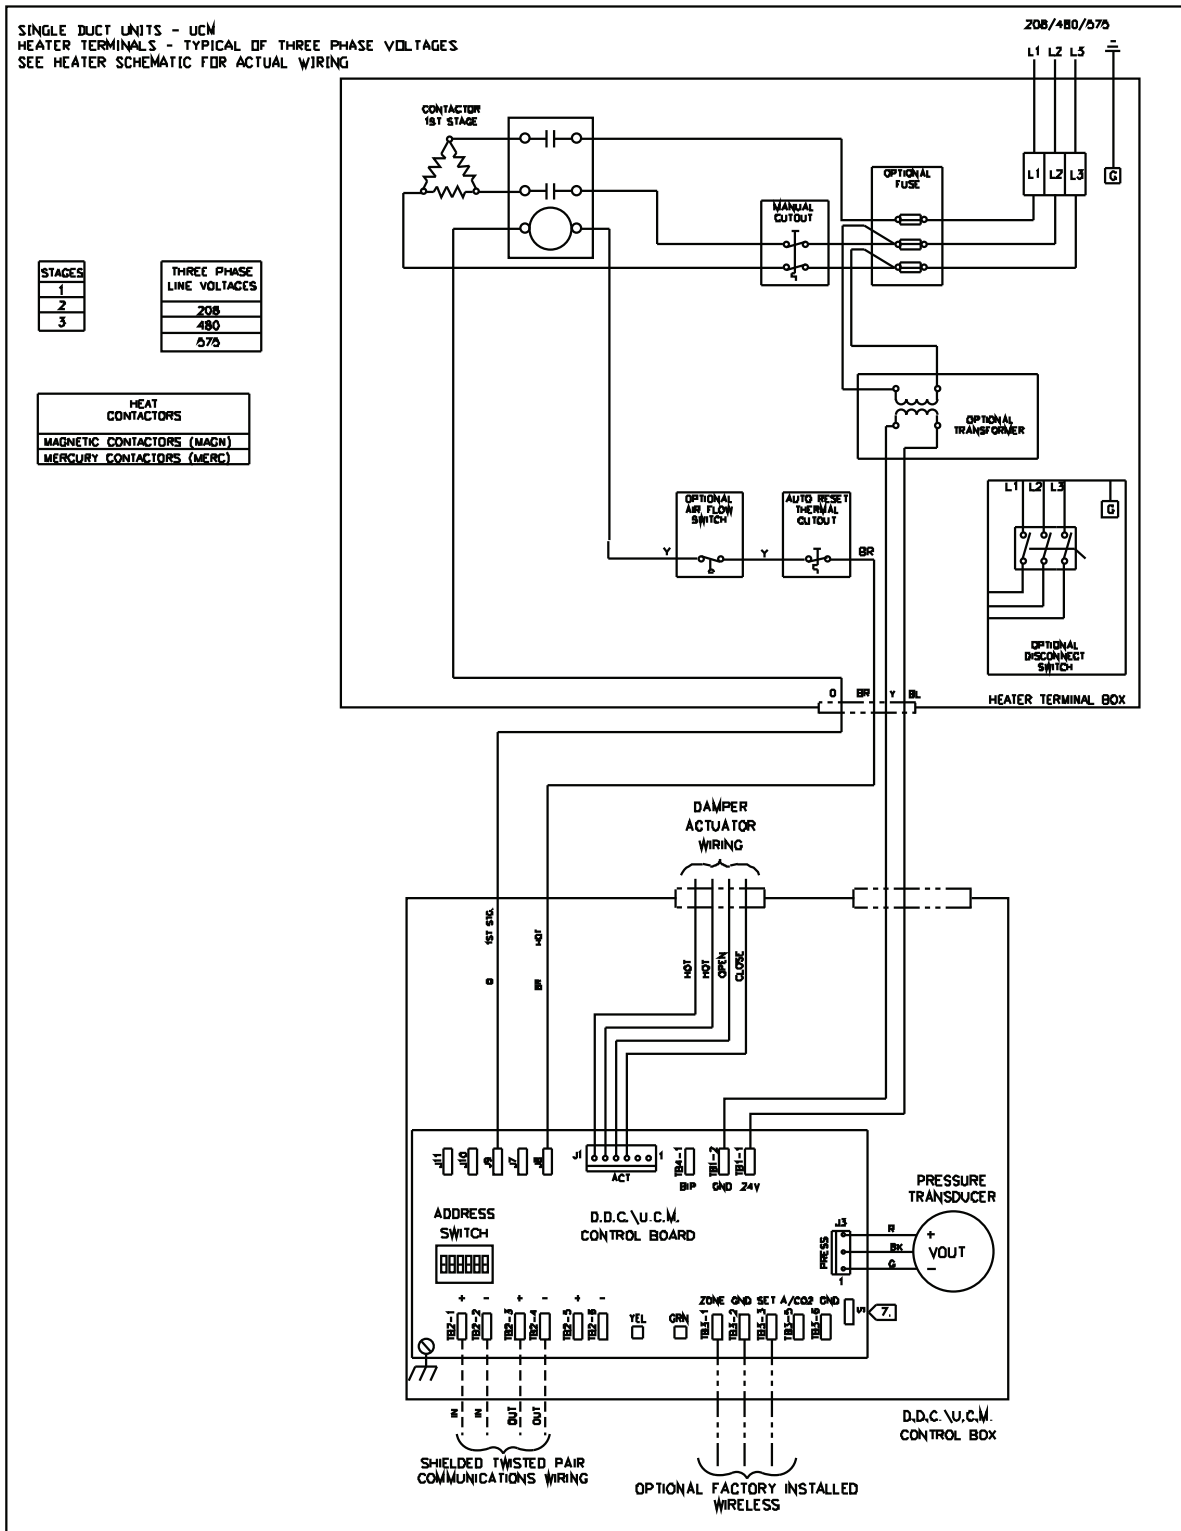 SINGLE DUCT UNITS - UCM
HEATER TERMINALS - TYPICAL OF THREE PHASE VOLTAGES
SEE HEATER SCHEMATIC FOR ACTUAL WIRING
208/480/575
L1 L2 L3
CONTACTOR
1ST STAGE
L1 L2 L3
G
OPTIONAL
FUSE
MANUAL
CUTOUT
STAGES
1
2
3
THREE PHASE
LINE VOLTAGES
208
480
575
HEAT
CONTACTORS
MAGNETIC CONTACTORS (MAGN)
MERCURY CONTACTORS (MERC)
OPTIONAL
TRANSFORMER
OPTIONAL
AIR FLOW
SWITCH
AUTO RESET
THERMAL
CUTOUT
Y
Y
BR
L1 L2 L3
G
OPTIONAL
DISCONNECT
SWITCH
O BR Y BL
HEATER TERMINAL BOX
DAMPER
ACTUATOR
WIRING
O 1ST STG.
BR HOT
HOT
HOT
OPEN
CLOSE
J11
J10
J9
J7
J8
J1
1
ACT
TB4-1
BIP
TB1-2
GND
TB1-1
24V
PRESSURE
TRANSDUCER
ADDRESS
SWITCH
D.D.C.\U.C.M.
CONTROL BOARD
J3
PRESS
1
R
BK
G
+
VOUT
-
+ - + - + -
TB2-1
TB2-2
TB2-3
TB2-4
TB2-5
TB2-6
YEL
GRN
ZONE GND SET A/CO2 GND
TB3-1
TB3-2
TB3-3
TB3-5
TB3-6
S1
7.
IN
IN
OUT
OUT
D.D.C.\U.C.M.
CONTROL BOX
SHIELDED TWISTED PAIR
COMMUNICATIONS WIRING
OPTIONAL FACTORY INSTALLED
WIRELESS